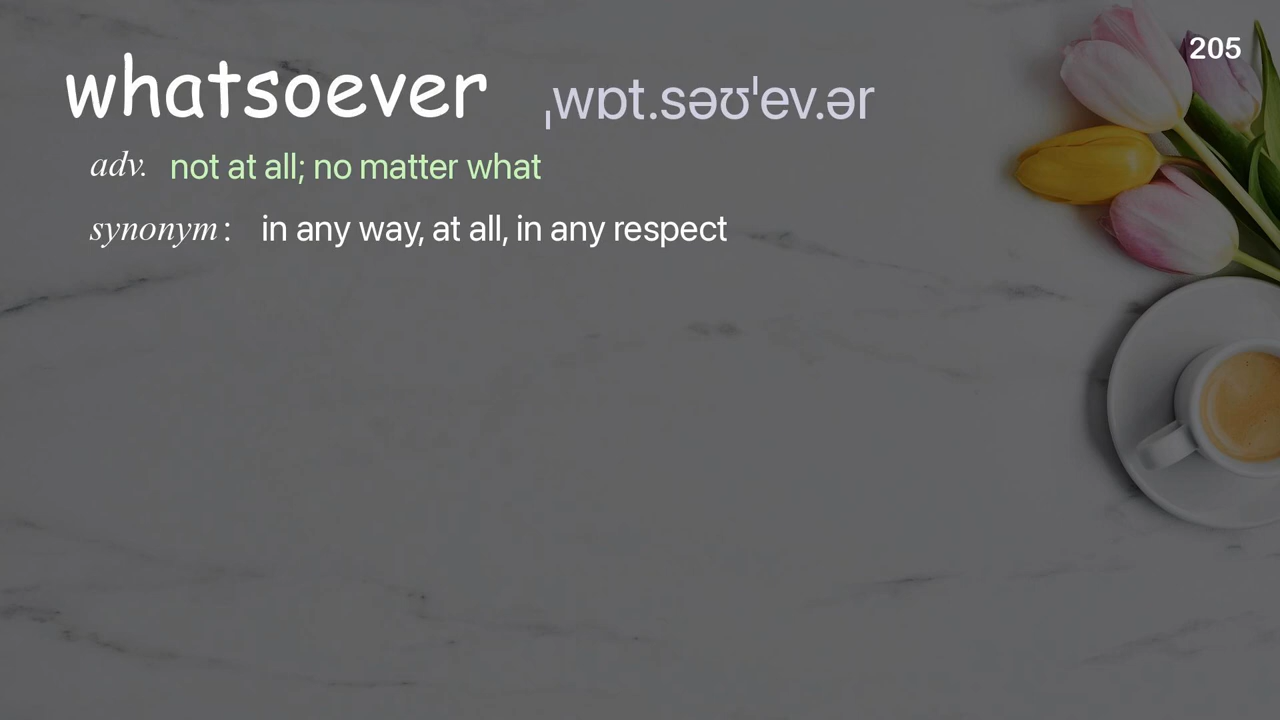 205
whatsoever ˌwɒt.səʊˈev.ər
adv. not at all; no matter what
synonym: in any way, at all, in any respect